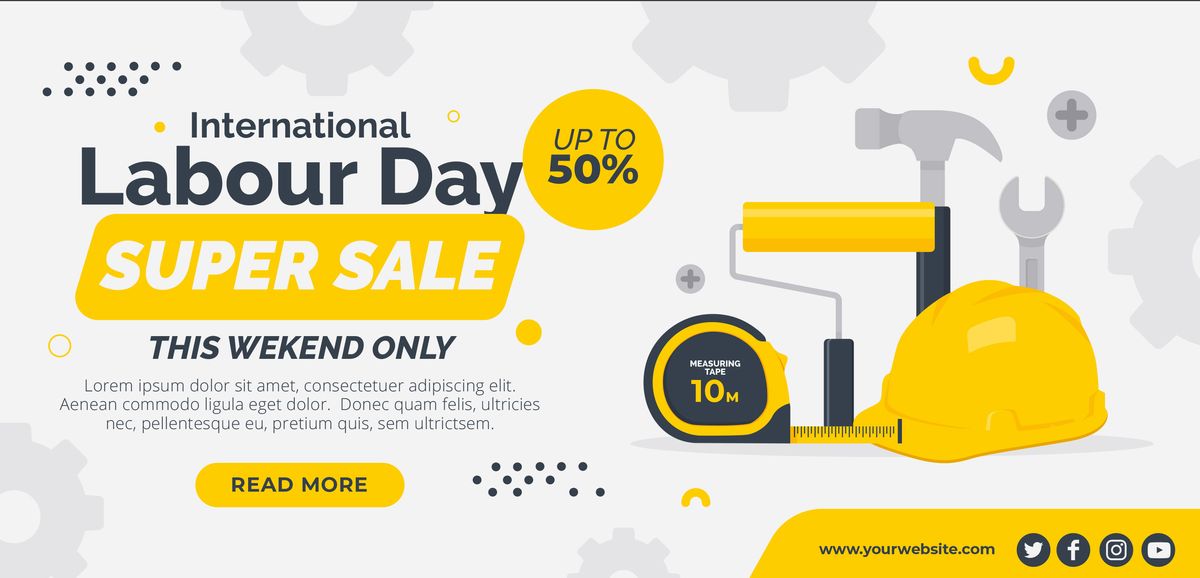 International
Labour Day
UP TO
50%
SUPER SALE
THIS WEKEND ONLY
Lorem ipsum dolor sit amet, consectetuer adipiscing elit.
Aenean commodo ligula eget dolor.  Donec quam felis, ultricies
nec, pellentesque eu, pretium quis, sem ultrictsem.
READ MORE
MEASURING
TAPE
10M
www.yourwebsite.com